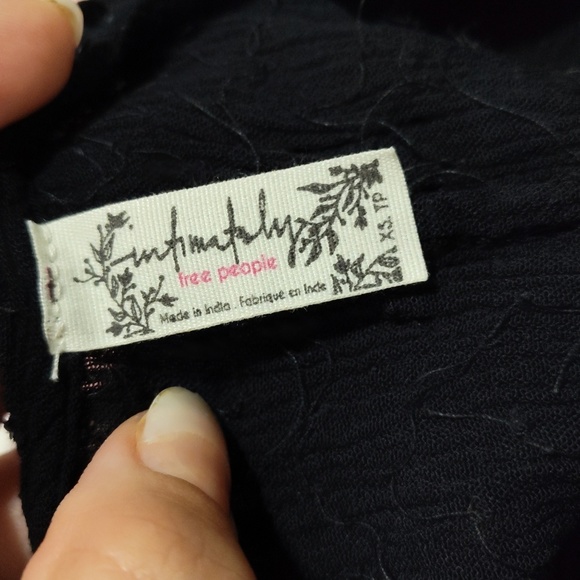 intimately
free people
Made in India . Fabriqué en Inde
XS. TP